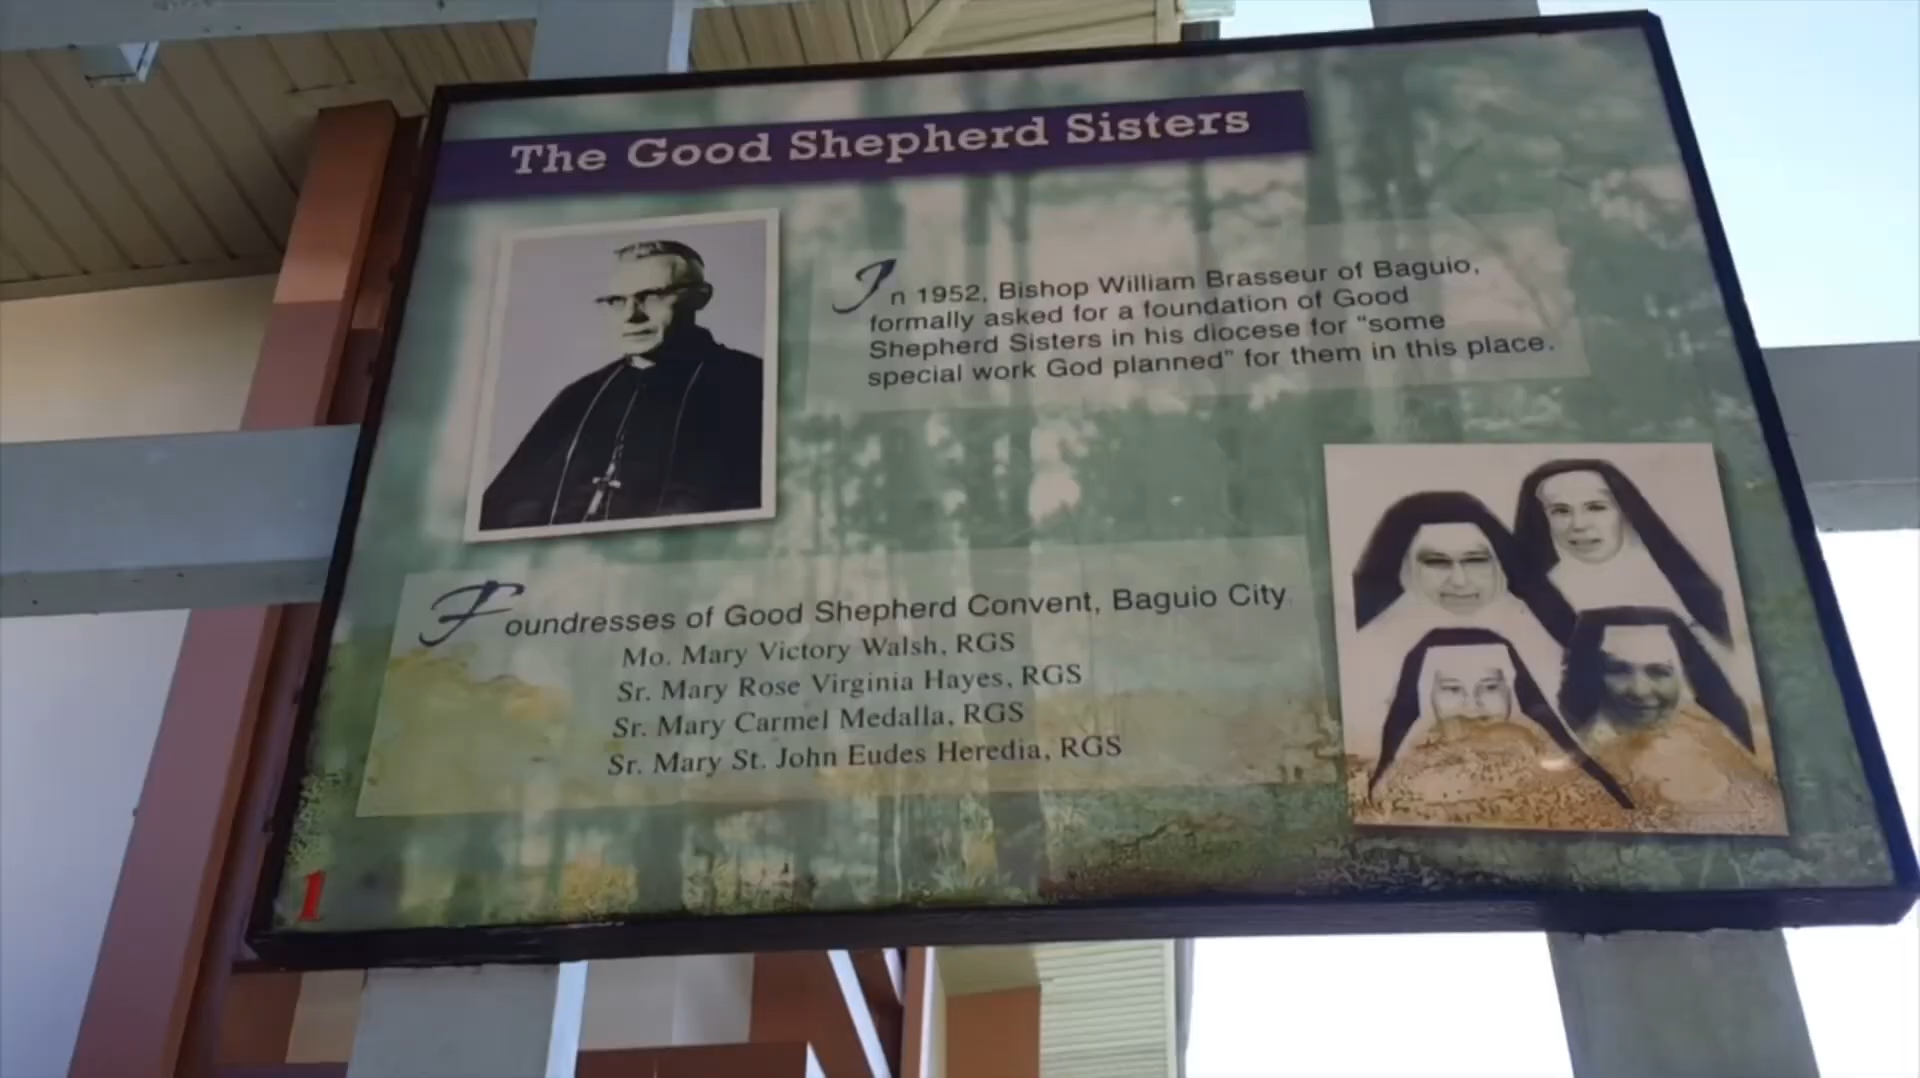 The Good Shepherd Sisters
In 1952, Bishop William Brasseur of Baguio,
formally asked for a foundation of Good
Shepherd Sisters in his diocese for “some
special work God planned” for them in this place.
Foundresses of Good Shepherd Convent, Baguio City
Mo. Mary Victory Walsh, RGS
Sr. Mary Rose Virginia Hayes, RGS
Sr. Mary Carmel Medalla, RGS
Sr. Mary St. John Eudes Heredia, RGS
1